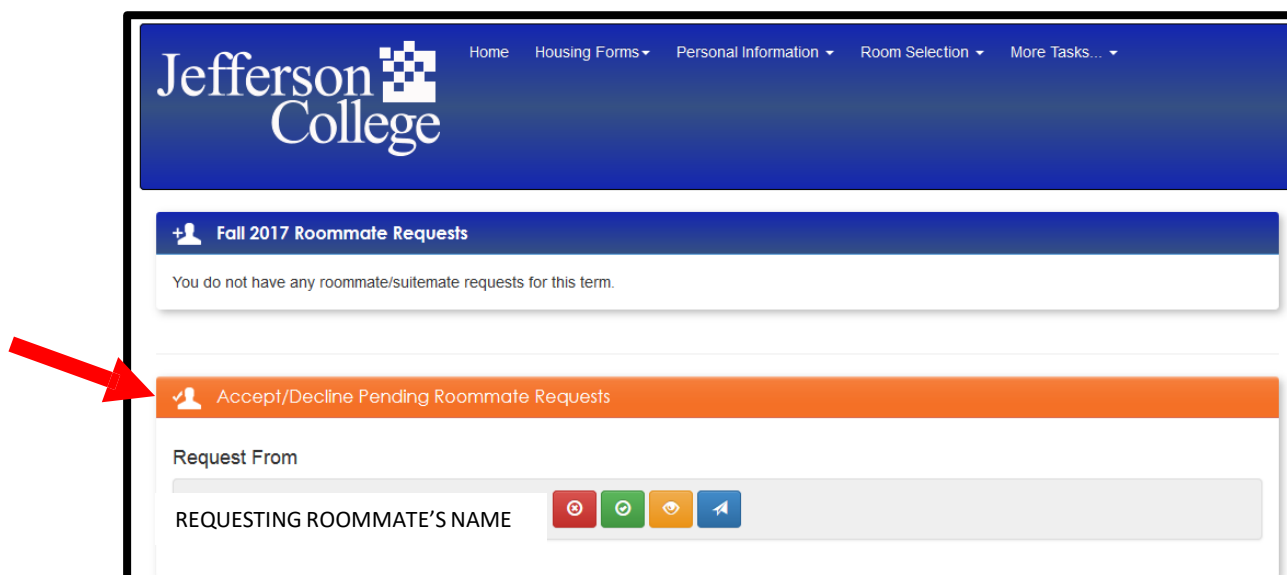 Jefferson
College
Home Housing Forms Personal Information Room Selection More Tasks...
Fall 2017 Roommate Requests
You do not have any roommate/suitemate requests for this term.
Accept/Decline Pending Roommate Requests
Request From
REQUESTING ROOMMATE'S NAME